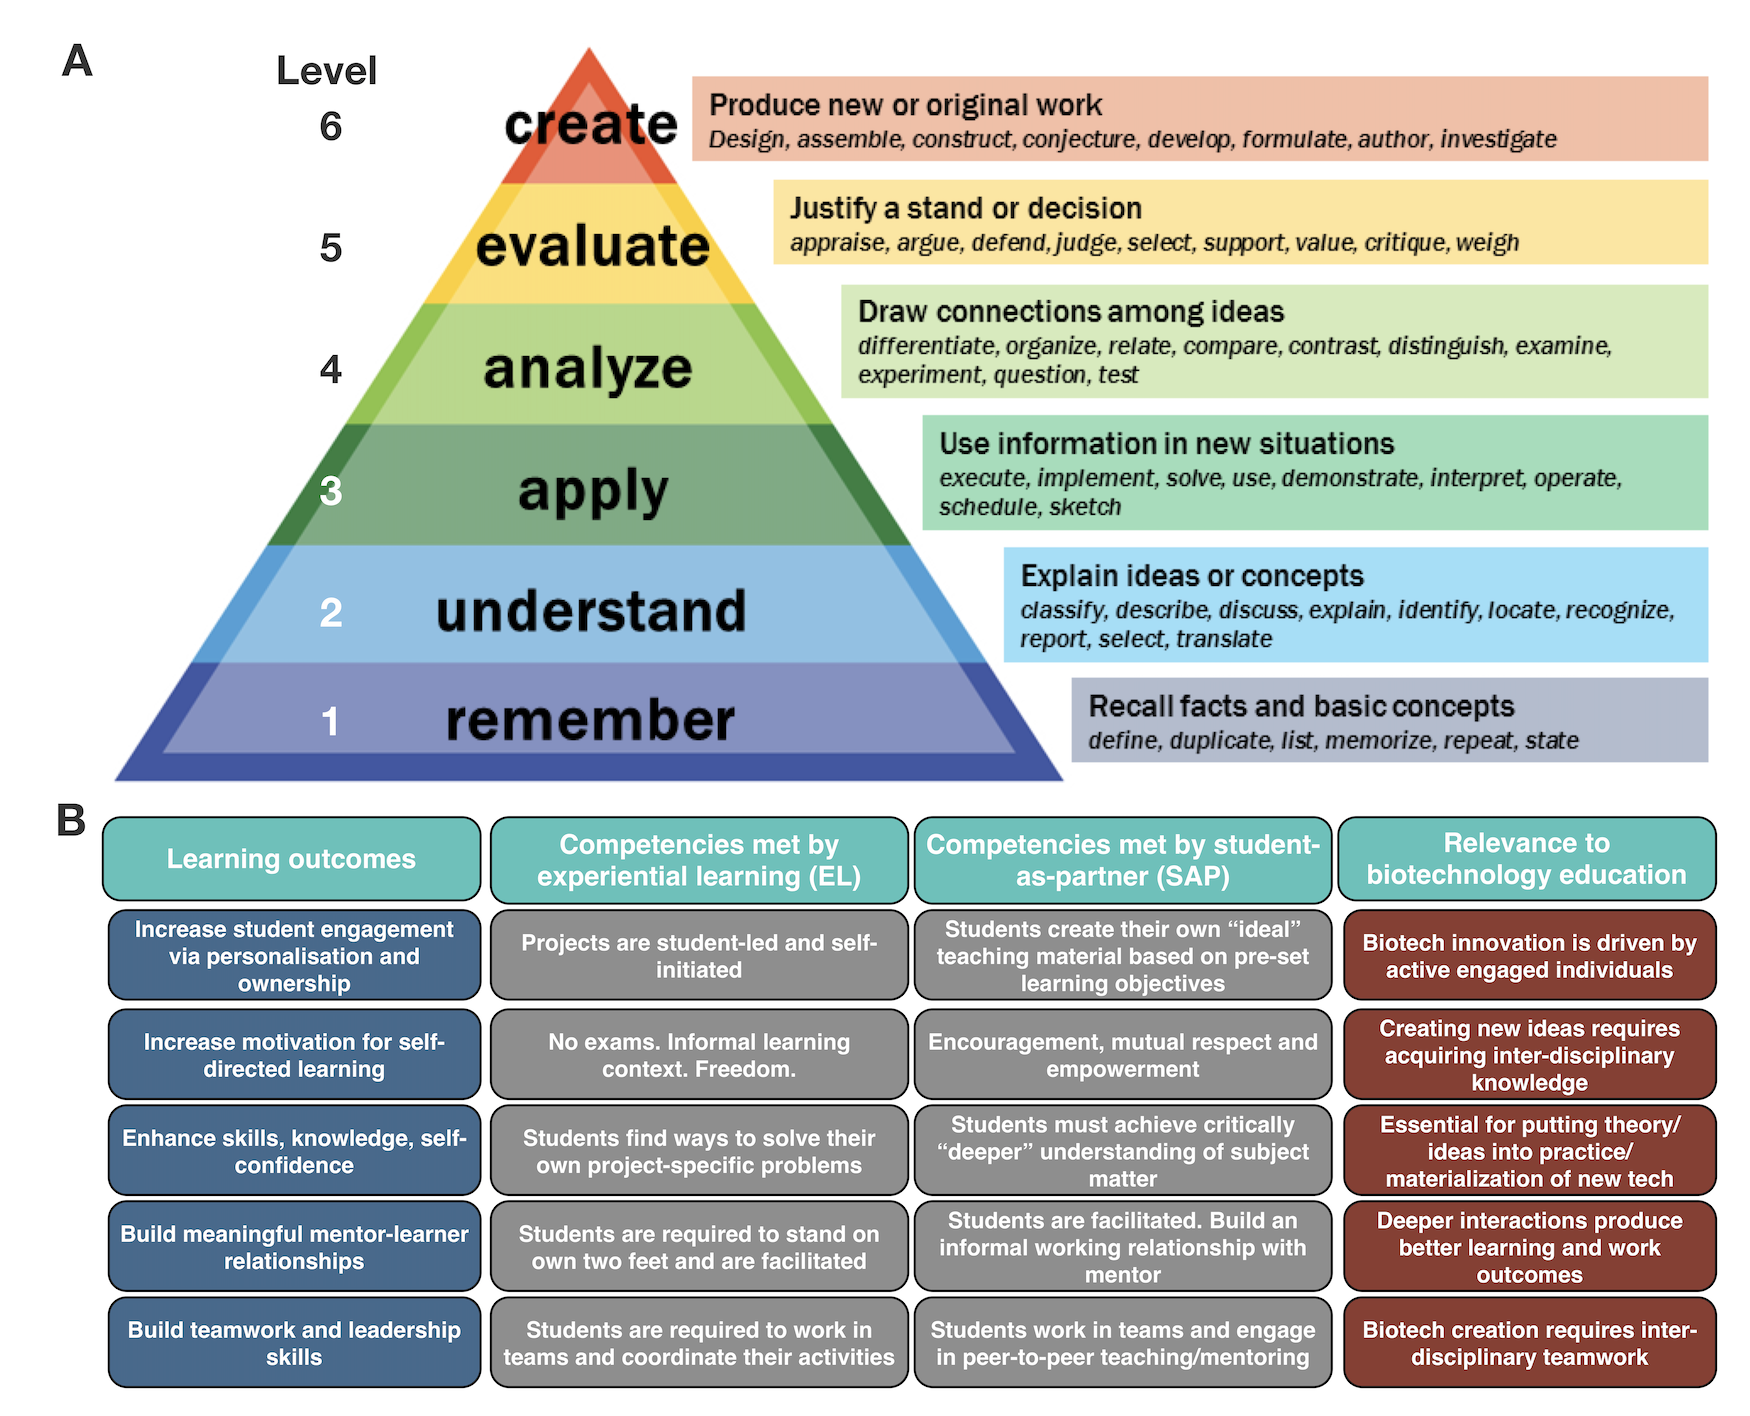 A
Level
6
create
Produce new or original work
Design, assemble, construct, conjecture, develop, formulate, author, investigate
5
evaluate
Justify a stand or decision
appraise, argue, defend, judge, select, support, value, critique, weigh
4
analyze
Draw connections among ideas
differentiate, organize, relate, compare, contrast, distinguish, examine,
experiment, question, test
3
apply
Use information in new situations
execute, implement, solve, use, demonstrate, interpret, operate,
schedule, sketch
2
understand
Explain ideas or concepts
classify, describe, discuss, explain, identify, locate, recognize,
report, select, translate
1
remember
Recall facts and basic concepts
define, duplicate, list, memorize, repeat, state
B
Learning outcomes
Competencies met by
experiential learning (EL)
Competencies met by student-
as-partner (SAP)
Relevance to
biotechnology education
Increase student engagement
via personalisation and
ownership
Projects are student-led and self-
initiated
Students create their own “ideal”
teaching material based on pre-set
learning objectives
Biotech innovation is driven by
active engaged individuals
Increase motivation for self-
directed learning
No exams. Informal learning
context. Freedom.
Encouragement, mutual respect and
empowerment
Creating new ideas requires
acquiring inter-disciplinary
knowledge
Enhance skills, knowledge, self-
confidence
Students find ways to solve their
own project-specific problems
Students must achieve critically
“deeper” understanding of subject
matter
Essential for putting theory/
ideas into practice/
materialization of new tech
Build meaningful mentor-learner
relationships
Students are required to stand on
own two feet and are facilitated
Students are facilitated. Build an
informal working relationship with
mentor
Deeper interactions produce
better learning and work
outcomes
Build teamwork and leadership
skills
Students are required to work in
teams and coordinate their activities
Students work in teams and engage
in peer-to-peer teaching/mentoring
Biotech creation requires inter-
disciplinary teamwork